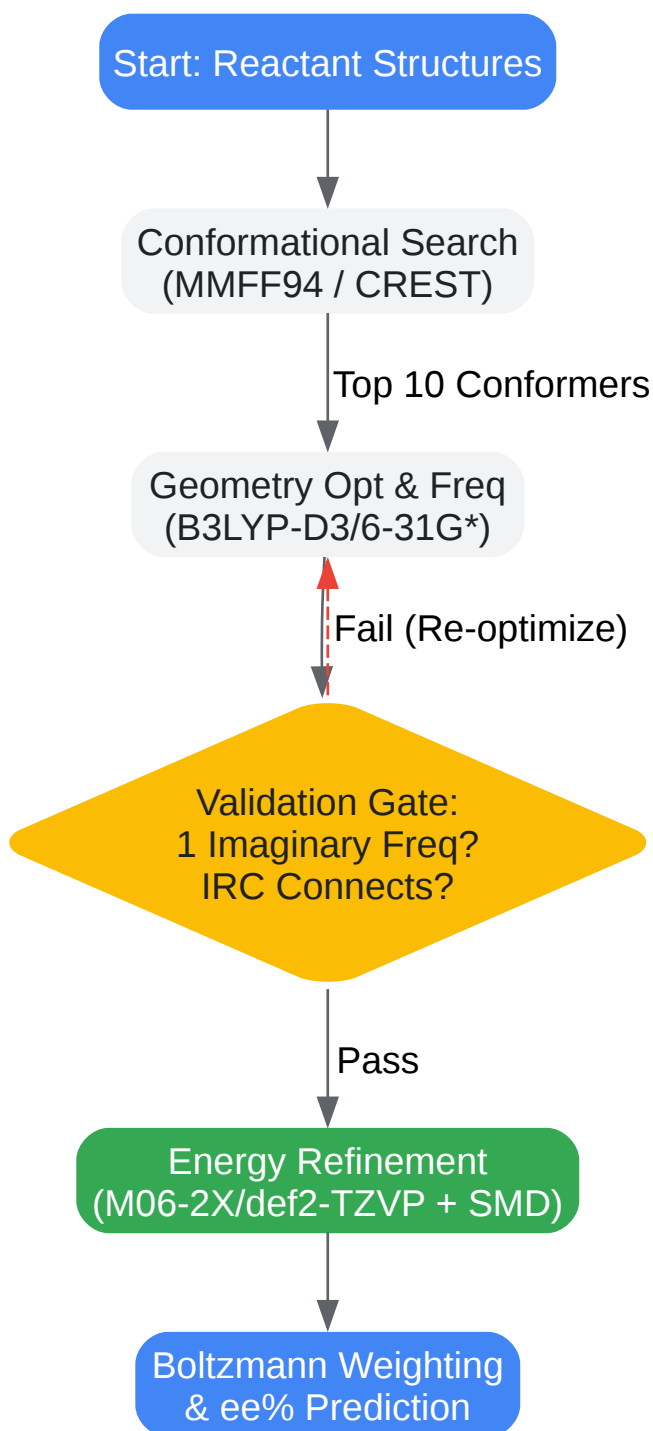 Start: Reactant Structures
Conformational Search
(MMFF94 / CREST)
Top 10 Conformers
Geometry Opt & Freq
(B3LYP-D3/6-31G*)
Fail (Re-optimize)
Validation Gate:
1 Imaginary Freq?
IRC Connects?
Pass
Energy Refinement
(M06-2X/def2-TZVP + SMD)
Boltzmann Weighting
& ee% Prediction